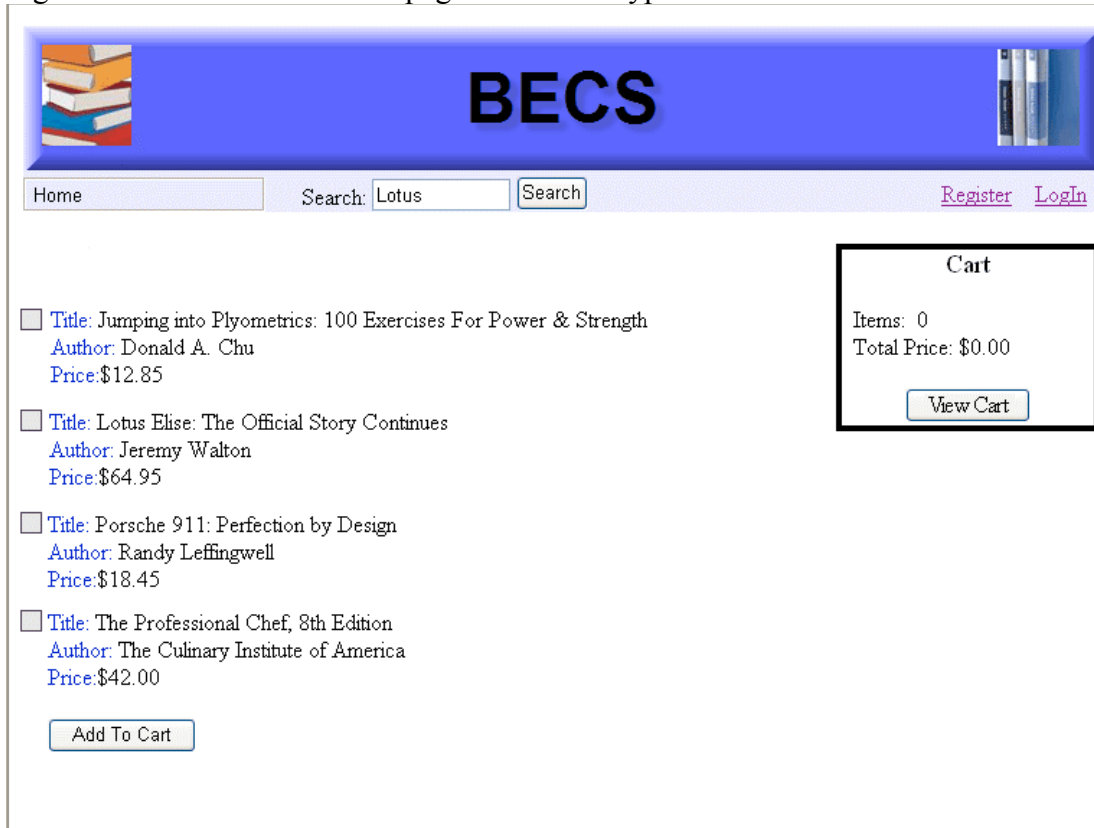 BECS
Home Search: Lotus Search Register LogIn
Cart
Items: 0
Total Price: $0.00
View Cart
Title: Jumping into Plyometrics: 100 Exercises For Power & Strength
Author: Donald A. Chu
Price:$12.85
Title: Lotus Elise: The Official Story Continues
Author: Jeremy Walton
Price:$64.95
Title: Porsche 911: Perfection by Design
Author: Randy Leffingwell
Price:$18.45
Title: The Professional Chef, 8th Edition
Author: The Culinary Institute of America
Price:$42.00
Add To Cart